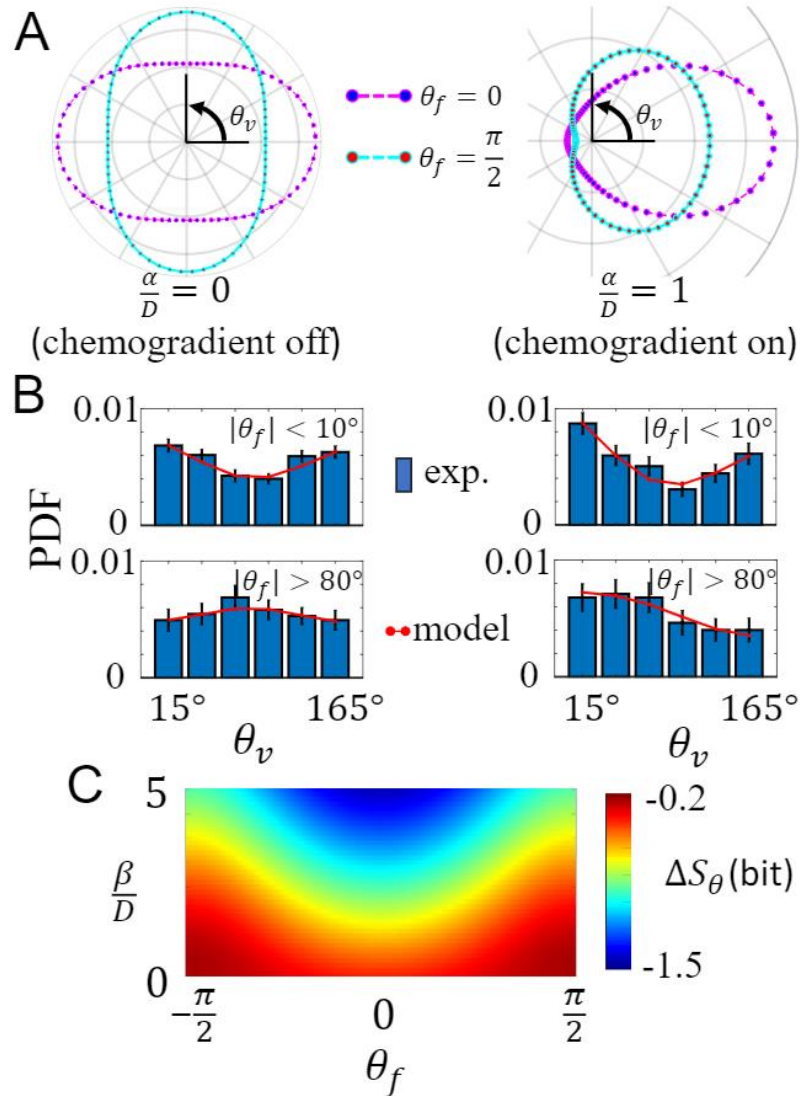 A
θ_v
θ_f = 0
θ_f = π/2
θ_v
α/D = 0
(chemogradient off)
α/D = 1
(chemogradient on)
B
0.01
|θ_f| < 10°
0
exp.
0.01
|θ_f| < 10°
0
PDF
0.01
|θ_f| > 80°
0
model
0.01
|θ_f| > 80°
0
15° 165°
θ_v
15° 165°
θ_v
C
5
β/D
0
-π/2 0 π/2
θ_f
-0.2
ΔS_θ(bit)
-1.5